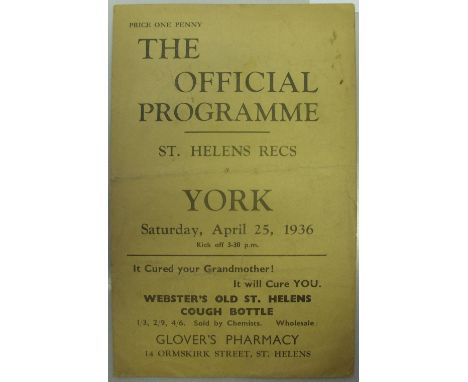 PRICE ONE PENNY
THE
OFFICIAL
PROGRAMME
ST. HELENS RECS
v
YORK
Saturday, April 25, 1936
Kick off 3-30 p.m.
It Cured your Grandmother!
It will Cure YOU.
WEBSTER'S OLD ST. HELENS
COUGH BOTTLE
1/3, 2/9, 4/6. Sold by Chemists. Wholesale:
GLOVER'S PHARMACY
14 ORMSKIRK STREET, ST. HELENS